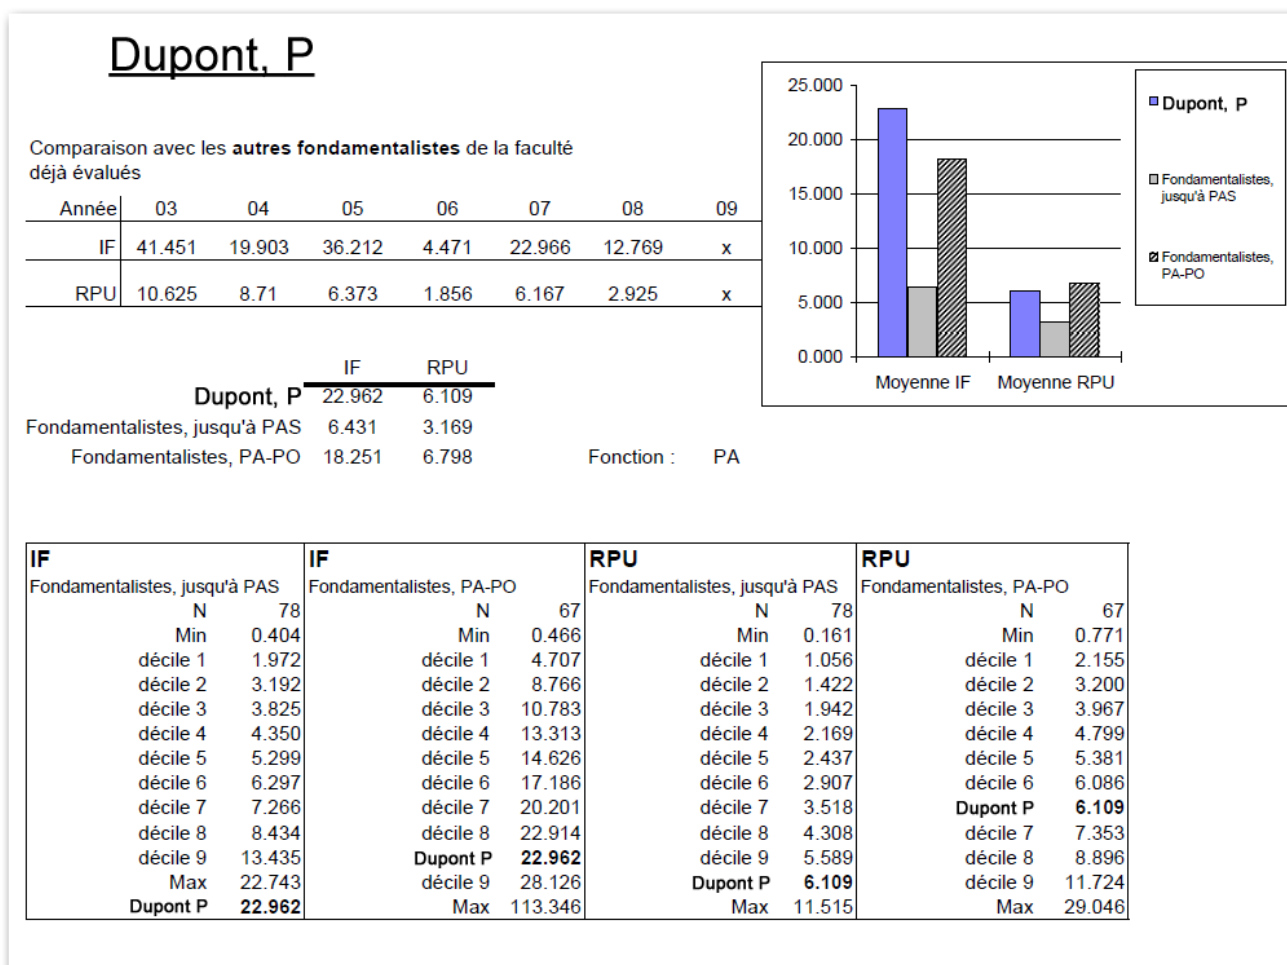 Dupont, P
Comparaison avec les autres fondamentalistes de la faculté
déjà évalués
Année 03 04 05 06 07 08 09
IF 41.451 19.903 36.212 4.471 22.966 12.769 x
RPU 10.625 8.71 6.373 1.856 6.167 2.925 x
25.000
20.000
15.000
10.000
5.000
0.000
Moyenne IF Moyenne RPU
Dupont, P
Fondamentalistes,
jusqu'à PAS
Fondamentalistes,
PA-PO
IF RPU
Dupont, P 22.962 6.109
Fondamentalistes, jusqu'à PAS 6.431 3.169
Fondamentalistes, PA-PO 18.251 6.798 Fonction : PA
IF IF RPU RPU
Fondamentalistes, jusqu'à PAS Fondamentalistes, PA-PO Fondamentalistes, jusqu'à PAS Fondamentalistes, PA-PO
N 78 N 67 N 78 N 67
Min 0.404 Min 0.466 Min 0.161 Min 0.771
décile 1 1.972 décile 1 4.707 décile 1 1.056 décile 1 2.155
décile 2 3.192 décile 2 8.766 décile 2 1.422 décile 2 3.200
décile 3 3.825 décile 3 10.783 décile 3 1.942 décile 3 3.967
décile 4 4.350 décile 4 13.313 décile 4 2.169 décile 4 4.799
décile 5 5.299 décile 5 14.626 décile 5 2.437 décile 5 5.381
décile 6 6.297 décile 6 17.186 décile 6 2.907 décile 6 6.086
décile 7 7.266 décile 7 20.201 décile 7 3.518 Dupont P 6.109
décile 8 8.434 décile 8 22.914 décile 8 4.308 décile 7 7.353
décile 9 13.435 Dupont P 22.962 décile 9 5.589 décile 8 8.896
Max 22.743 décile 9 28.126 Dupont P 6.109 décile 9 11.724
Dupont P 22.962 Max 113.346 Max 11.515 Max 29.046